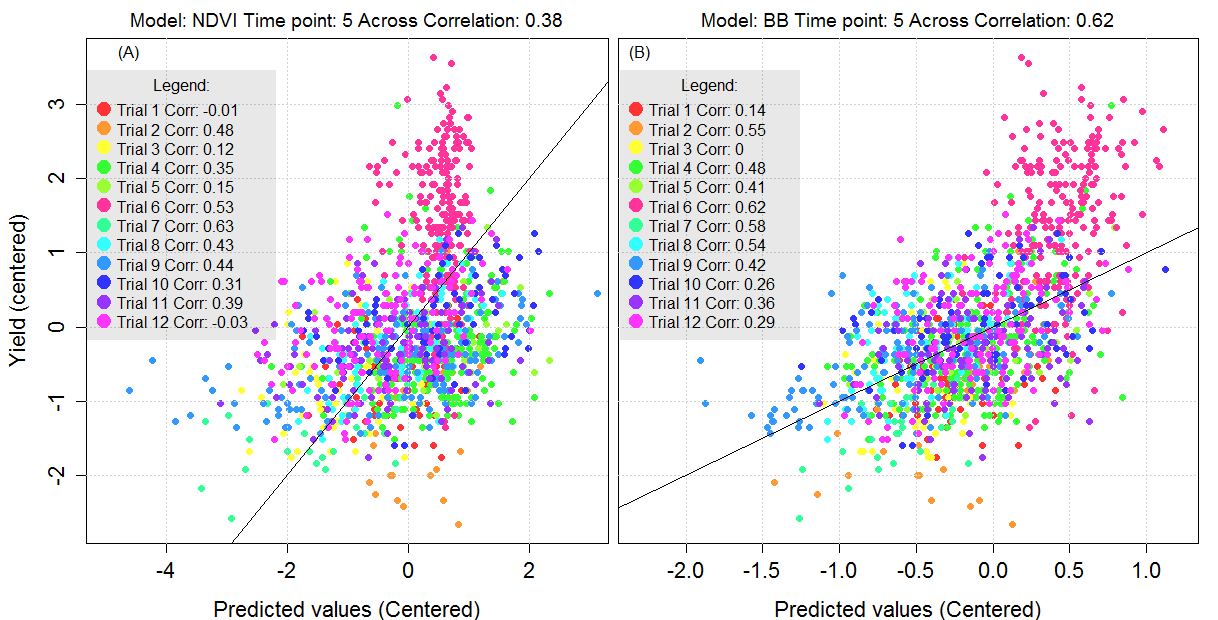 Model: NDVI Time point: 5 Across Correlation: 0.38
(A)
Legend:
Trial 1 Corr: -0.01
Trial 2 Corr: 0.48
Trial 3 Corr: 0.12
Trial 4 Corr: 0.35
Trial 5 Corr: 0.15
Trial 6 Corr: 0.53
Trial 7 Corr: 0.63
Trial 8 Corr: 0.43
Trial 9 Corr: 0.44
Trial 10 Corr: 0.31
Trial 11 Corr: 0.39
Trial 12 Corr: -0.03
Yield (centered)
3
2
1
0
-1
-2
-4
-2
0
2
Predicted values (Centered)
Model: BB Time point: 5 Across Correlation: 0.62
(B)
Legend:
Trial 1 Corr: 0.14
Trial 2 Corr: 0.55
Trial 3 Corr: 0
Trial 4 Corr: 0.48
Trial 5 Corr: 0.41
Trial 6 Corr: 0.62
Trial 7 Corr: 0.58
Trial 8 Corr: 0.54
Trial 9 Corr: 0.42
Trial 10 Corr: 0.26
Trial 11 Corr: 0.36
Trial 12 Corr: 0.29
-2.0
-1.5
-1.0
-0.5
0.0
0.5
1.0
Predicted values (Centered)